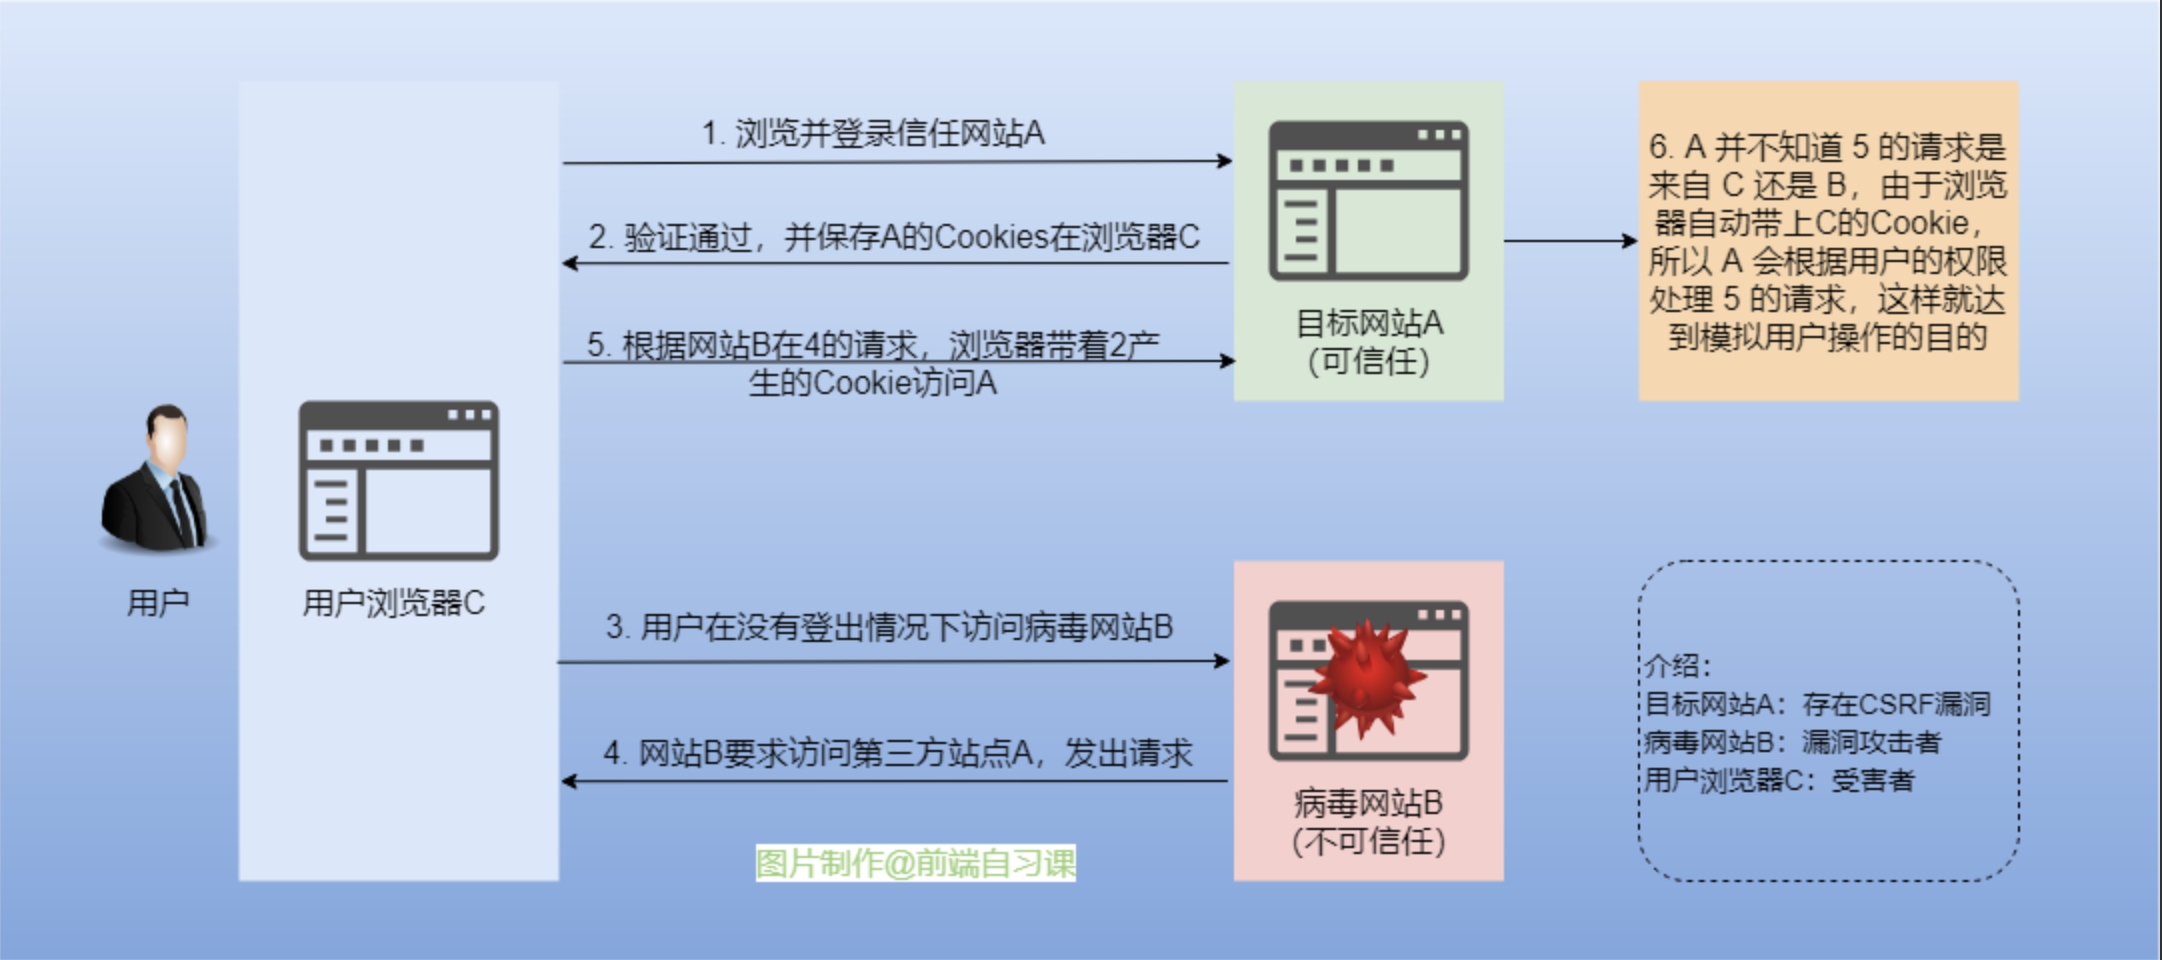 1. 浏览并登录信任网站A
2. 验证通过，并保存A的Cookies在浏览器C
5. 根据网站B在4的请求，浏览器带着2产
生的Cookie访问A
目标网站A
(可信任)
6. A 并不知道 5 的请求是
来自 C 还是 B，由于浏览
器自动带上C的Cookie，
所以 A 会根据用户的权限
处理 5 的请求，这样就达
到模拟用户操作的目的
用户
用户浏览器C
3. 用户在没有登出情况下访问病毒网站B
4. 网站B要求访问第三方站点A，发出请求
病毒网站B
(不可信任)
介绍：
目标网站A：存在CSRF漏洞
病毒网站B：漏洞攻击者
用户浏览器C：受害者
图片制作@前端自习课